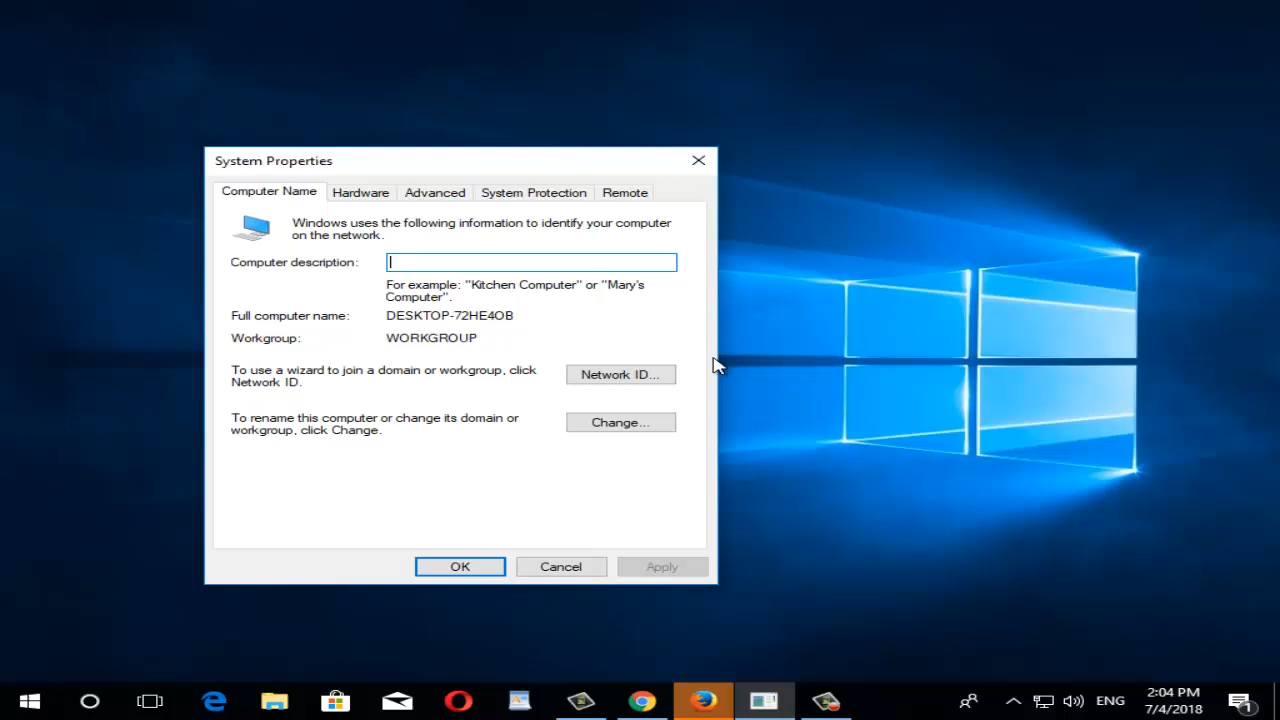 System Properties
Computer Name Hardware Advanced System Protection Remote
Windows uses the following information to identify your computer
on the network.
Computer description:
For example: "Kitchen Computer" or "Mary's
Computer".
Full computer name: DESKTOP-72HE4OB
Workgroup: WORKGROUP
To use a wizard to join a domain or workgroup, click
Network ID.
Network ID...
To rename this computer or change its domain or
workgroup, click Change.
Change...
OK Cancel Apply
ENG
2:04 PM
7/4/2018
1